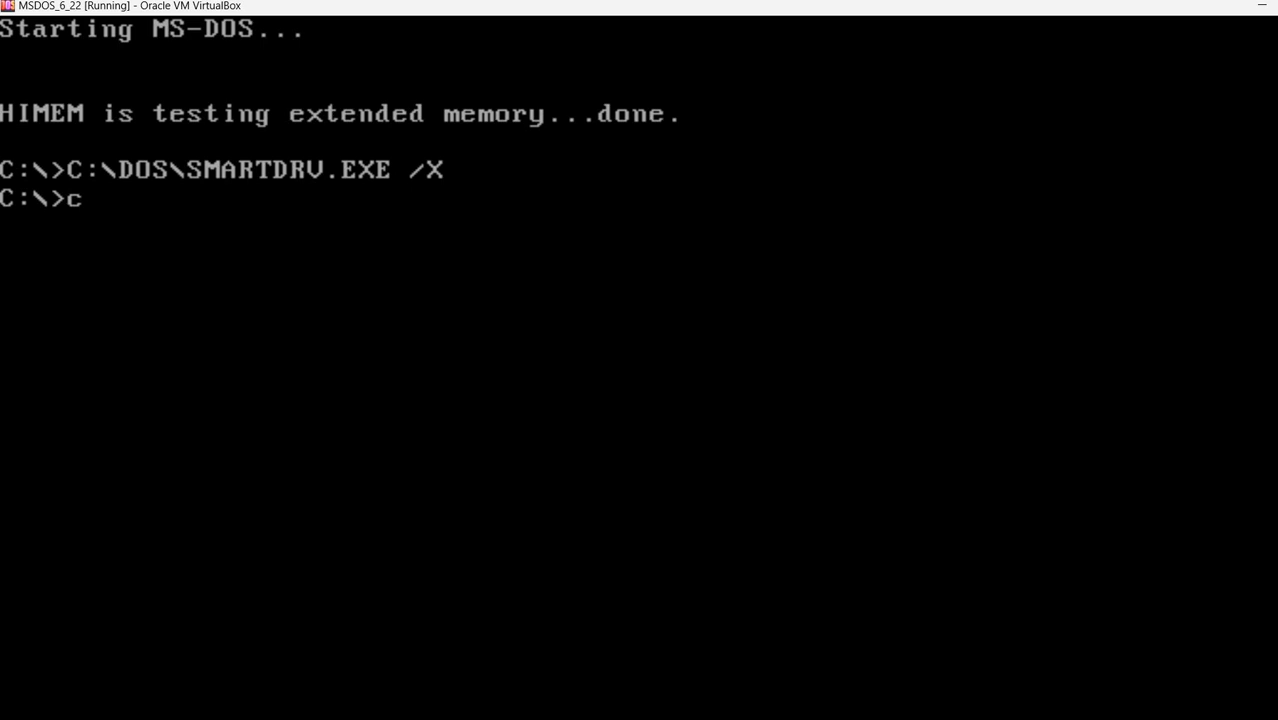 MSDOS_6_22 [Running] - Oracle VM VirtualBox
Starting MS-DOS...
HIMEM is testing extended memory...done.
C:\>C:\DOS\SMARTDRV.EXE /X
C:\>c